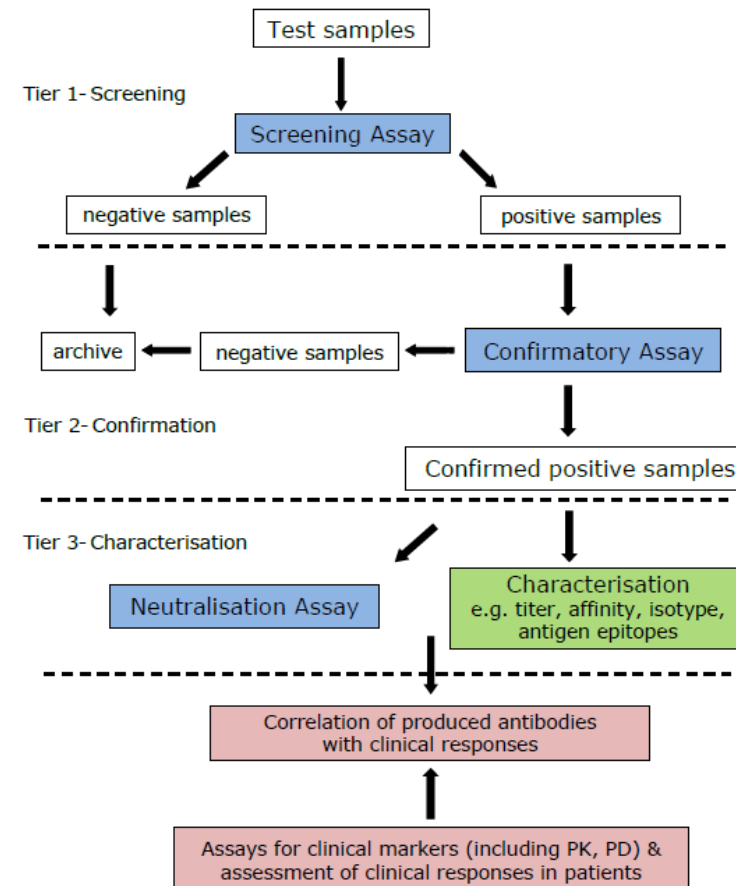 Test samples
Tier 1- Screening
Screening Assay
negative samples
positive samples
archive
negative samples
Confirmatory Assay
Tier 2- Confirmation
Confirmed positive samples
Tier 3- Characterisation
Neutralisation Assay
Characterisation
e.g. titer, affinity, isotype,
antigen epitopes
Correlation of produced antibodies
with clinical responses
Assays for clinical markers (including PK, PD) &
assessment of clinical responses in patients